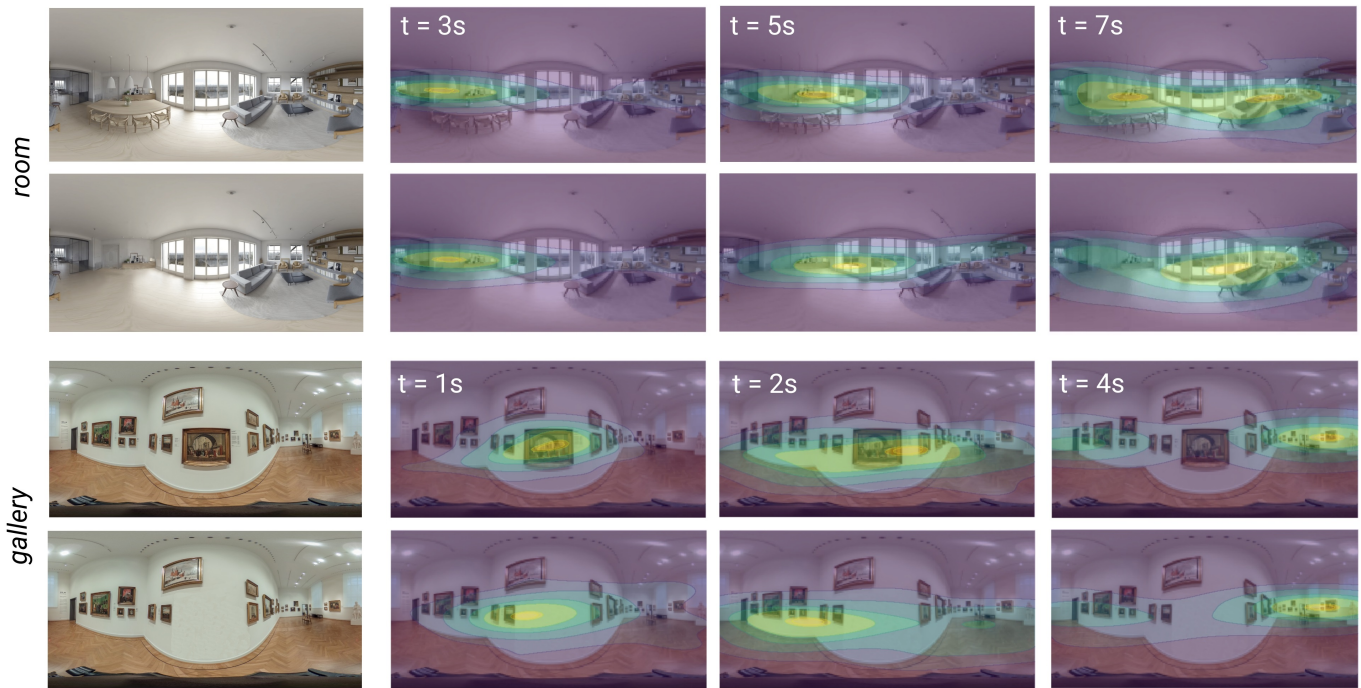 room
t = 3s
t = 5s
t = 7s
gallery
t = 1s
t = 2s
t = 4s